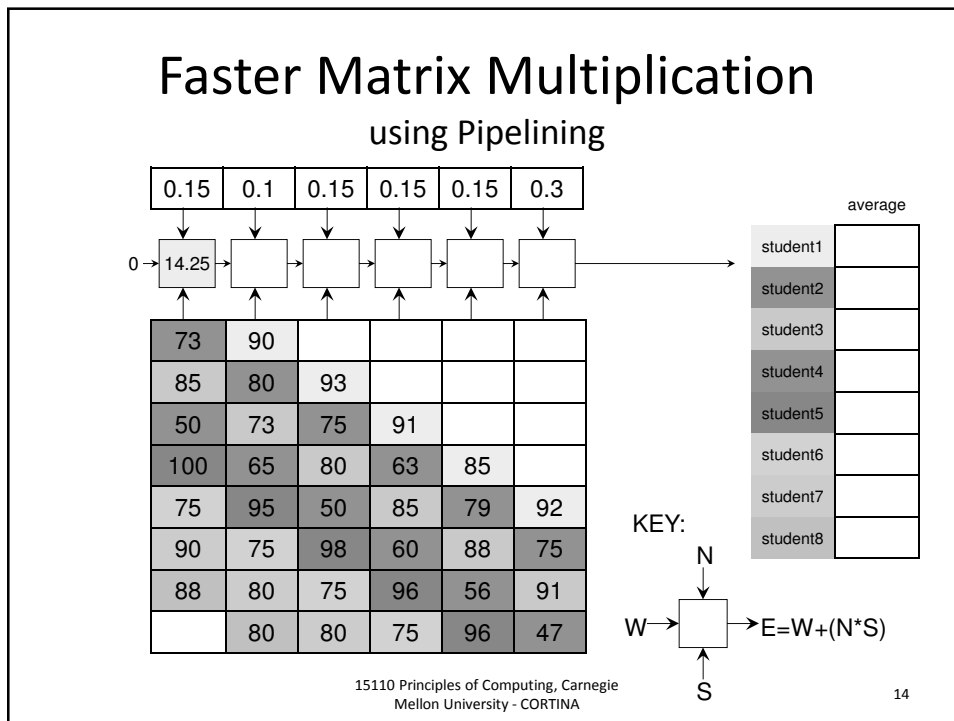 Faster Matrix Multiplication
using Pipelining
0.15 0.1 0.15 0.15 0.15 0.3
0 14.25
73 90
85 80 93
50 73 75 91
100 65 80 63 85
75 95 50 85 79 92
90 75 98 60 88 75
88 80 75 96 56 91
80 80 75 96 47
average
student1
student2
student3
student4
student5
student6
student7
student8
KEY:
N
W E=W+(N*S)
S
15110 Principles of Computing, Carnegie
Mellon University - CORTINA
14